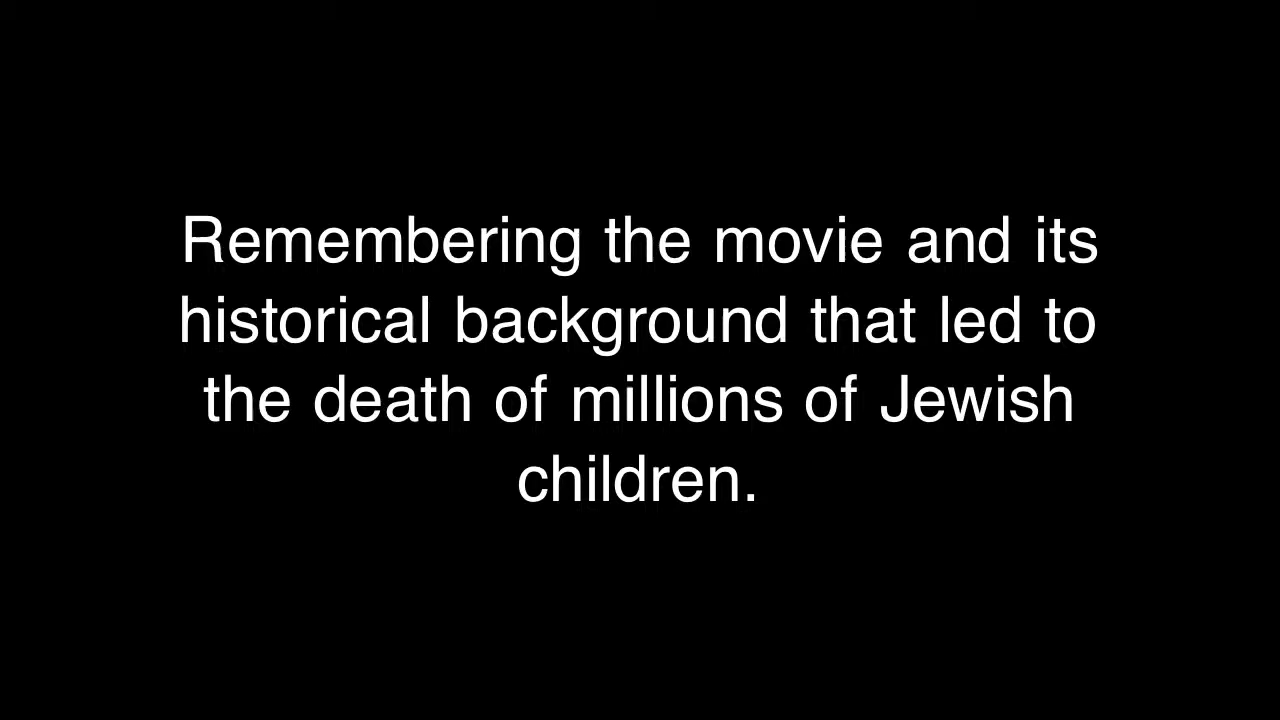 Remembering the movie and its
historical background that led to
the death of millions of Jewish
children.